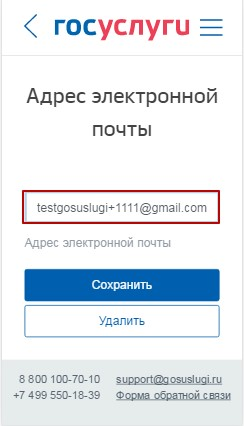 госуслуги
Адрес электронной
почты
testgosuslugi+1111@gmail.com
Адрес электронной почты
Сохранить
Удалить
8 800 100-70-10 support@gosuslugi.ru
+7 499 550-18-39 Форма обратной связи